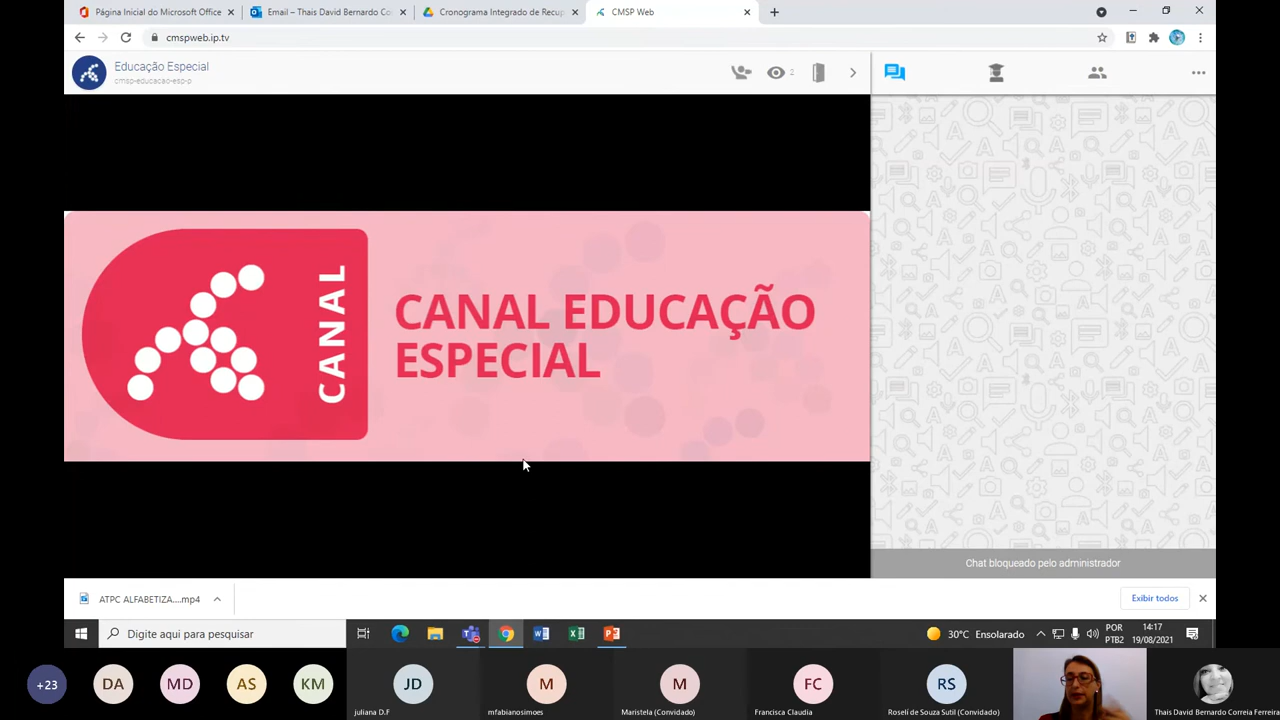 Página Inicial do Microsoft Office
Email – Thais David Bernardo Co
Cronograma Integrado de Recup
CMSP Web
cmspweb.ip.tv
Educação Especial
cmsp-educacao-esp-p
2
CANAL
CANAL EDUCAÇÃO
ESPECIAL
Chat bloqueado pelo administrador
ATPC ALFABETIZA....mp4
Exibir todos
Digite aqui para pesquisar
30°C Ensolarado
POR
PTB2
14:17
19/08/2021
+23
DA
MD
AS
KM
JD
juliana D.F
M
mfabianosimoes
M
Maristela (Convidado)
FC
Francisca Claudia
RS
Roselí de Souza Sutil (Convidado)
Thais David Bernardo Correia Ferreira